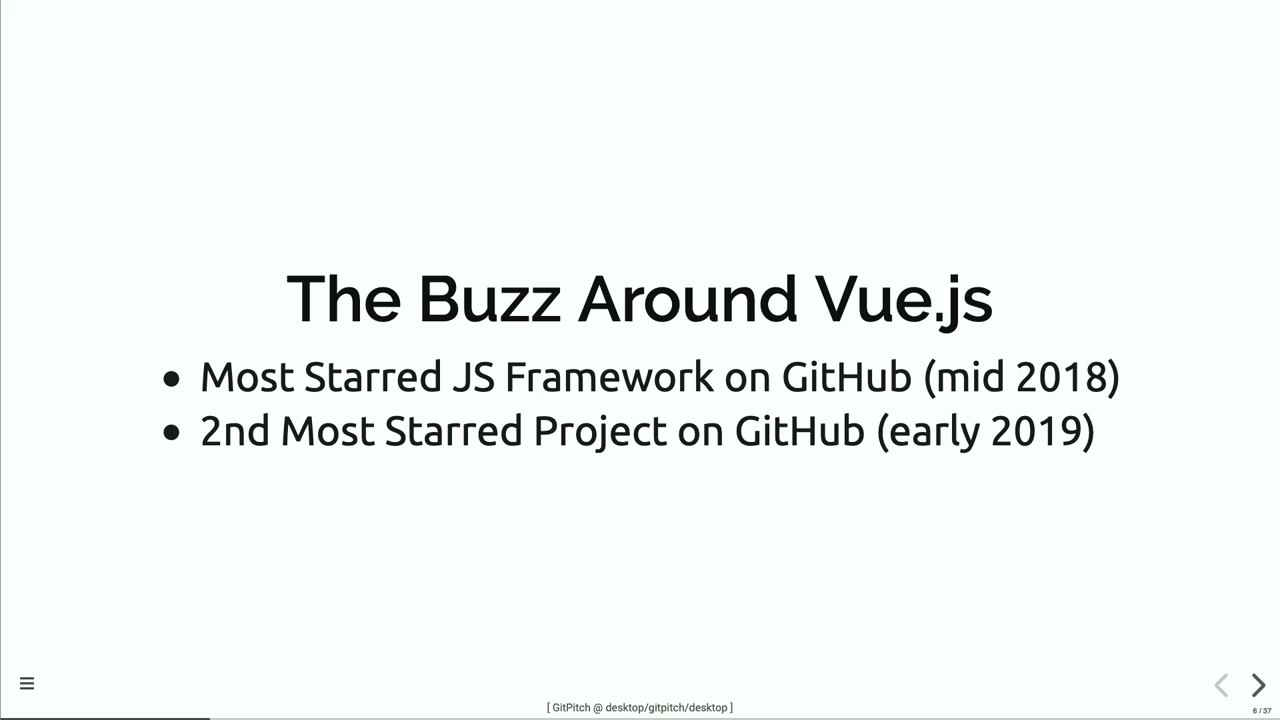 The Buzz Around Vue.js
• Most Starred JS Framework on GitHub (mid 2018)
• 2nd Most Starred Project on GitHub (early 2019)
[ GitPitch @ desktop/gitpitch/desktop ]
6 / 37